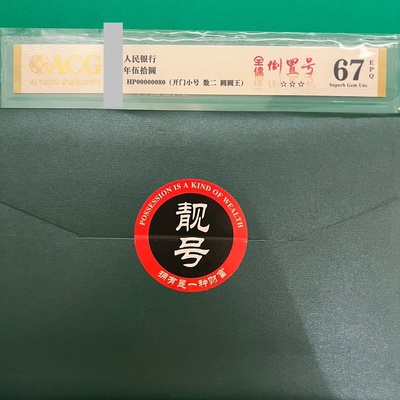 ACG
人民银行
年伍拾圆
HP00000080（开门小号 数二 圆圆王）
全程
倒置号
☆☆☆
67
EPQ
Superb Gem Unc
POSSESSION IS A KIND OF WEALTH
靓号
拥有是一种财富